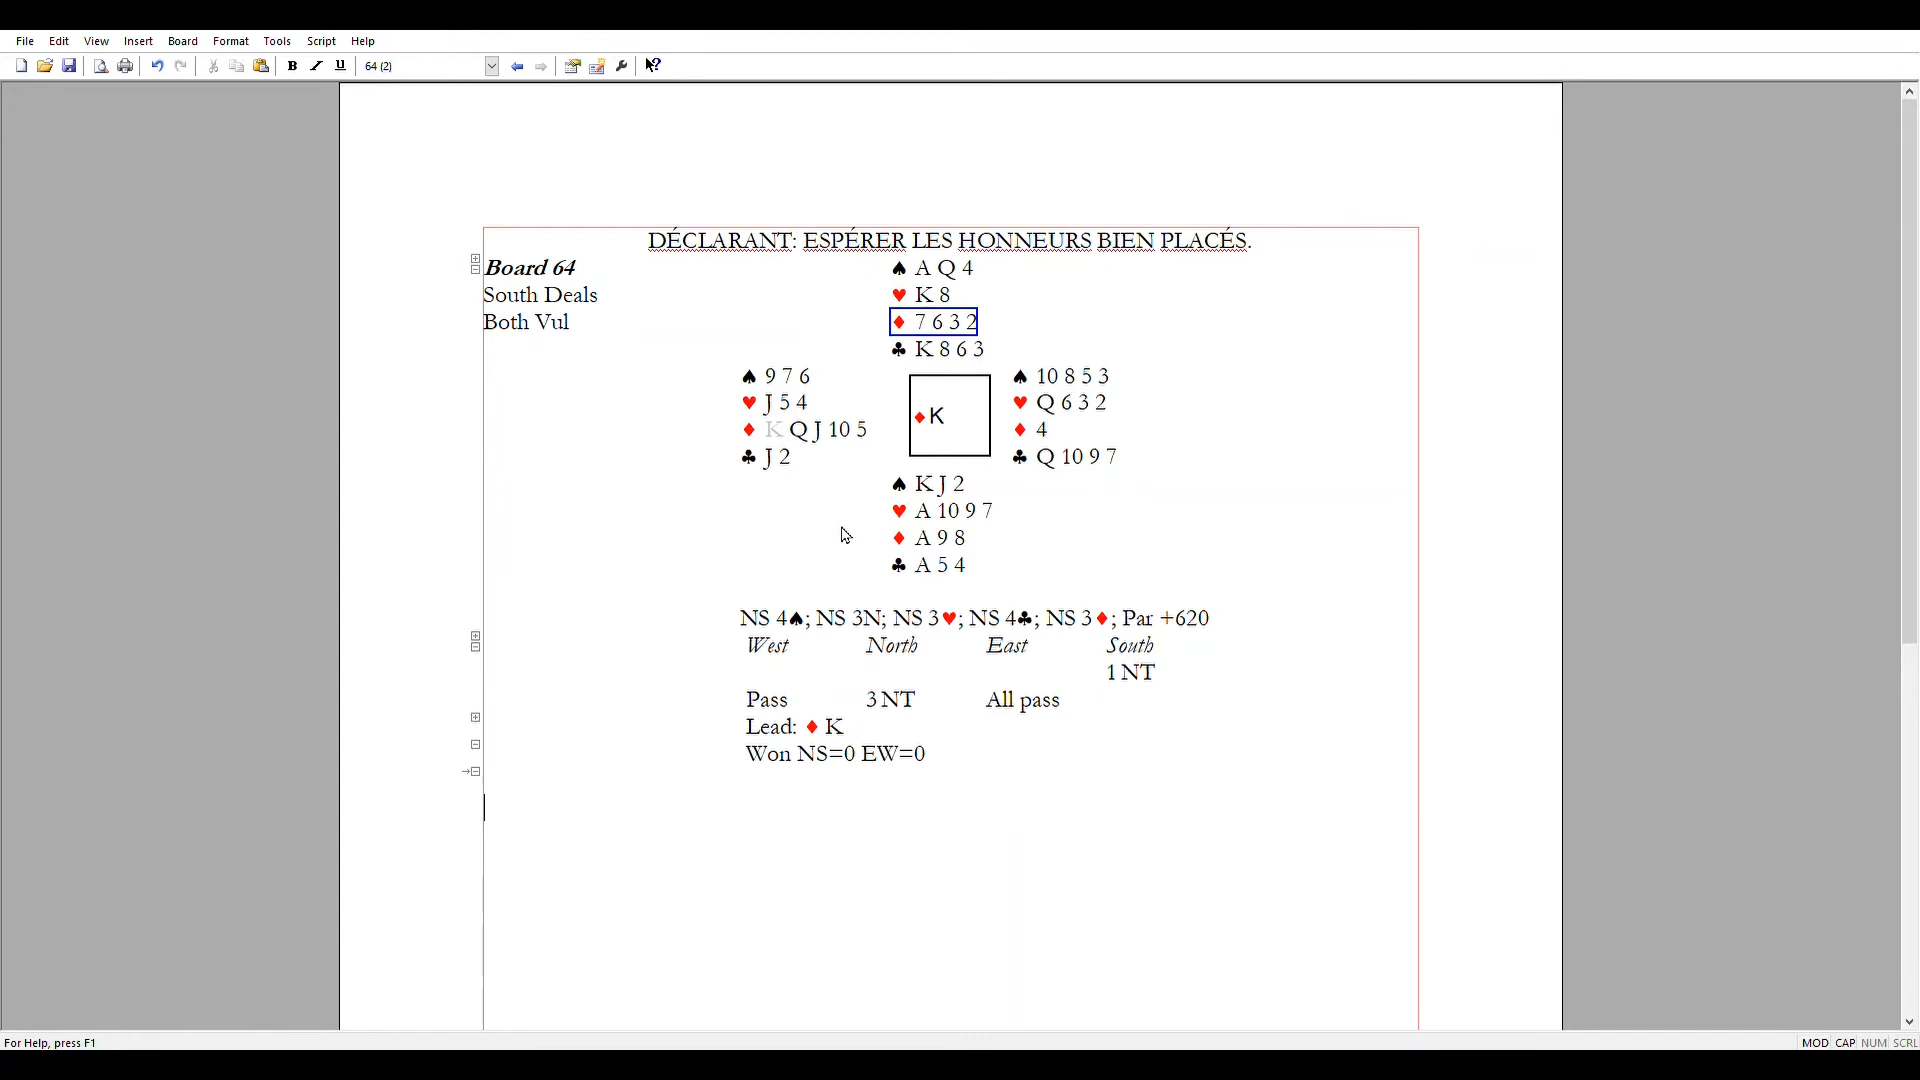 File Edit View Insert Board Format Tools Script Help
B I U 64 (2)
DÉCLARANT: ESPÉRER LES HONNEURS BIEN PLACÉS.
Board 64 ♠ A Q 4
South Deals ♥ K 8
Both Vul ♦ 7 6 3 2
♣ K 8 6 3
♠ 9 7 6 ♠ 10 8 5 3
♥ J 5 4 ♦ K ♥ Q 6 3 2
♦ K Q J 10 5 ♦ 4
♣ J 2 ♣ Q 10 9 7
♠ K J 2
♥ A 10 9 7
♦ A 9 8
♣ A 5 4
NS 4♠; NS 3N; NS 3♥; NS 4♣; NS 3♦; Par +620
West North East South
1 NT
Pass 3 NT All pass
Lead: ♦ K
Won NS=0 EW=0
For Help, press F1 MOD CAP NUM SCRL